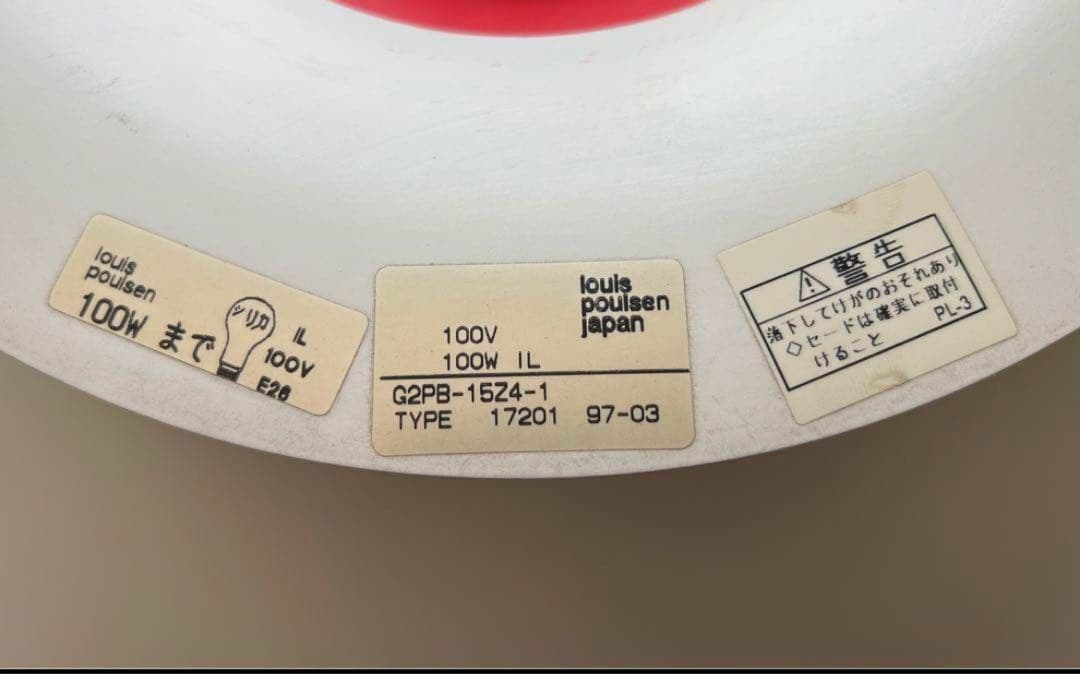 louis
poulsen
100W まで
シリカ
IL
100V
E26
louis
poulsen
japan
100V
100W IL
G2PB-15Z4-1
TYPE 17201 97-03
警告
落下してけがのおそれあり
◇セードは確実に取付
けること
PL-3